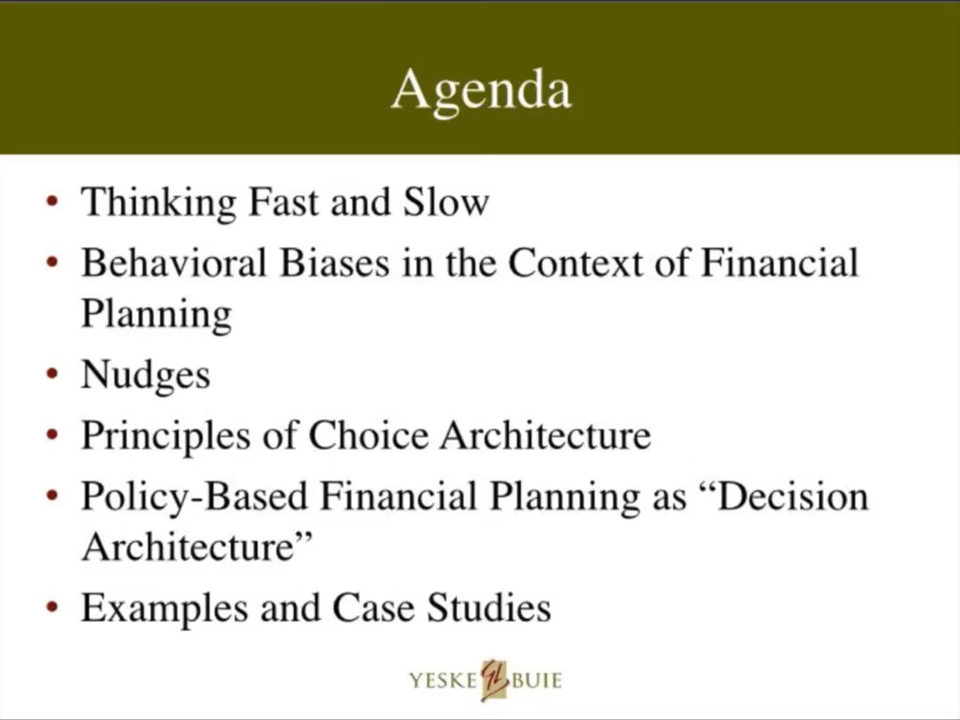 Agenda
• Thinking Fast and Slow
• Behavioral Biases in the Context of Financial
Planning
• Nudges
• Principles of Choice Architecture
• Policy-Based Financial Planning as “Decision
Architecture”
• Examples and Case Studies
YESKE BUIE